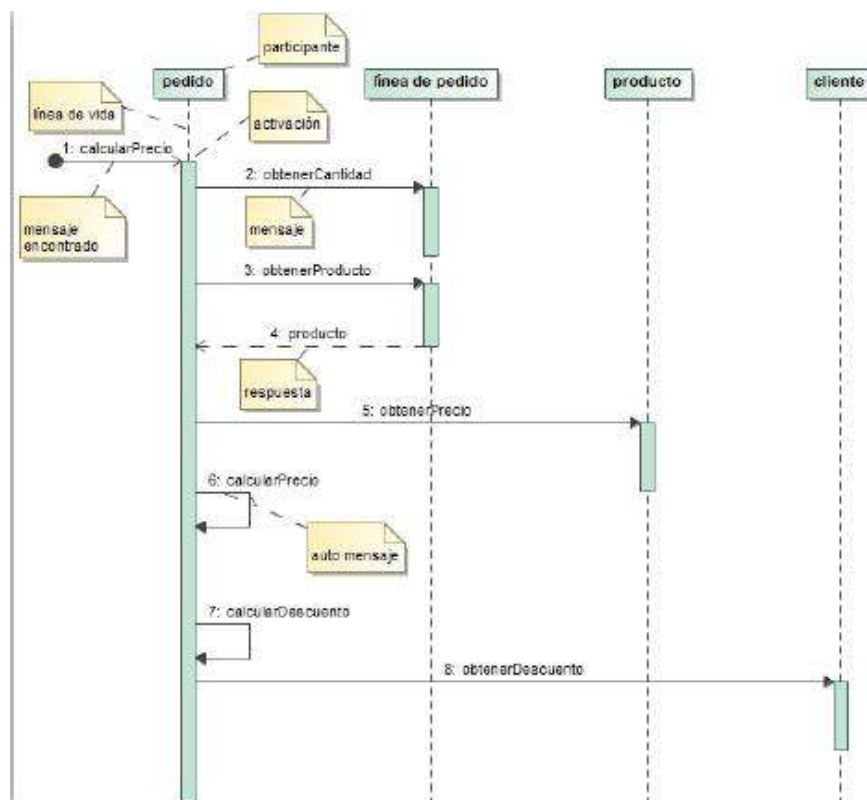 participante
pedido
línea de pedido
producto
cliente
línea de vida
activación
1: calcularPrecio
2: obtenerCantidad
mensaje
encontrado
mensaje
3: obtenerProducto
4: producto
respuesta
5: obtenerPrecio
6: calcularPrecio
auto mensaje
7: calcularDescuento
8: obtenerDescuento